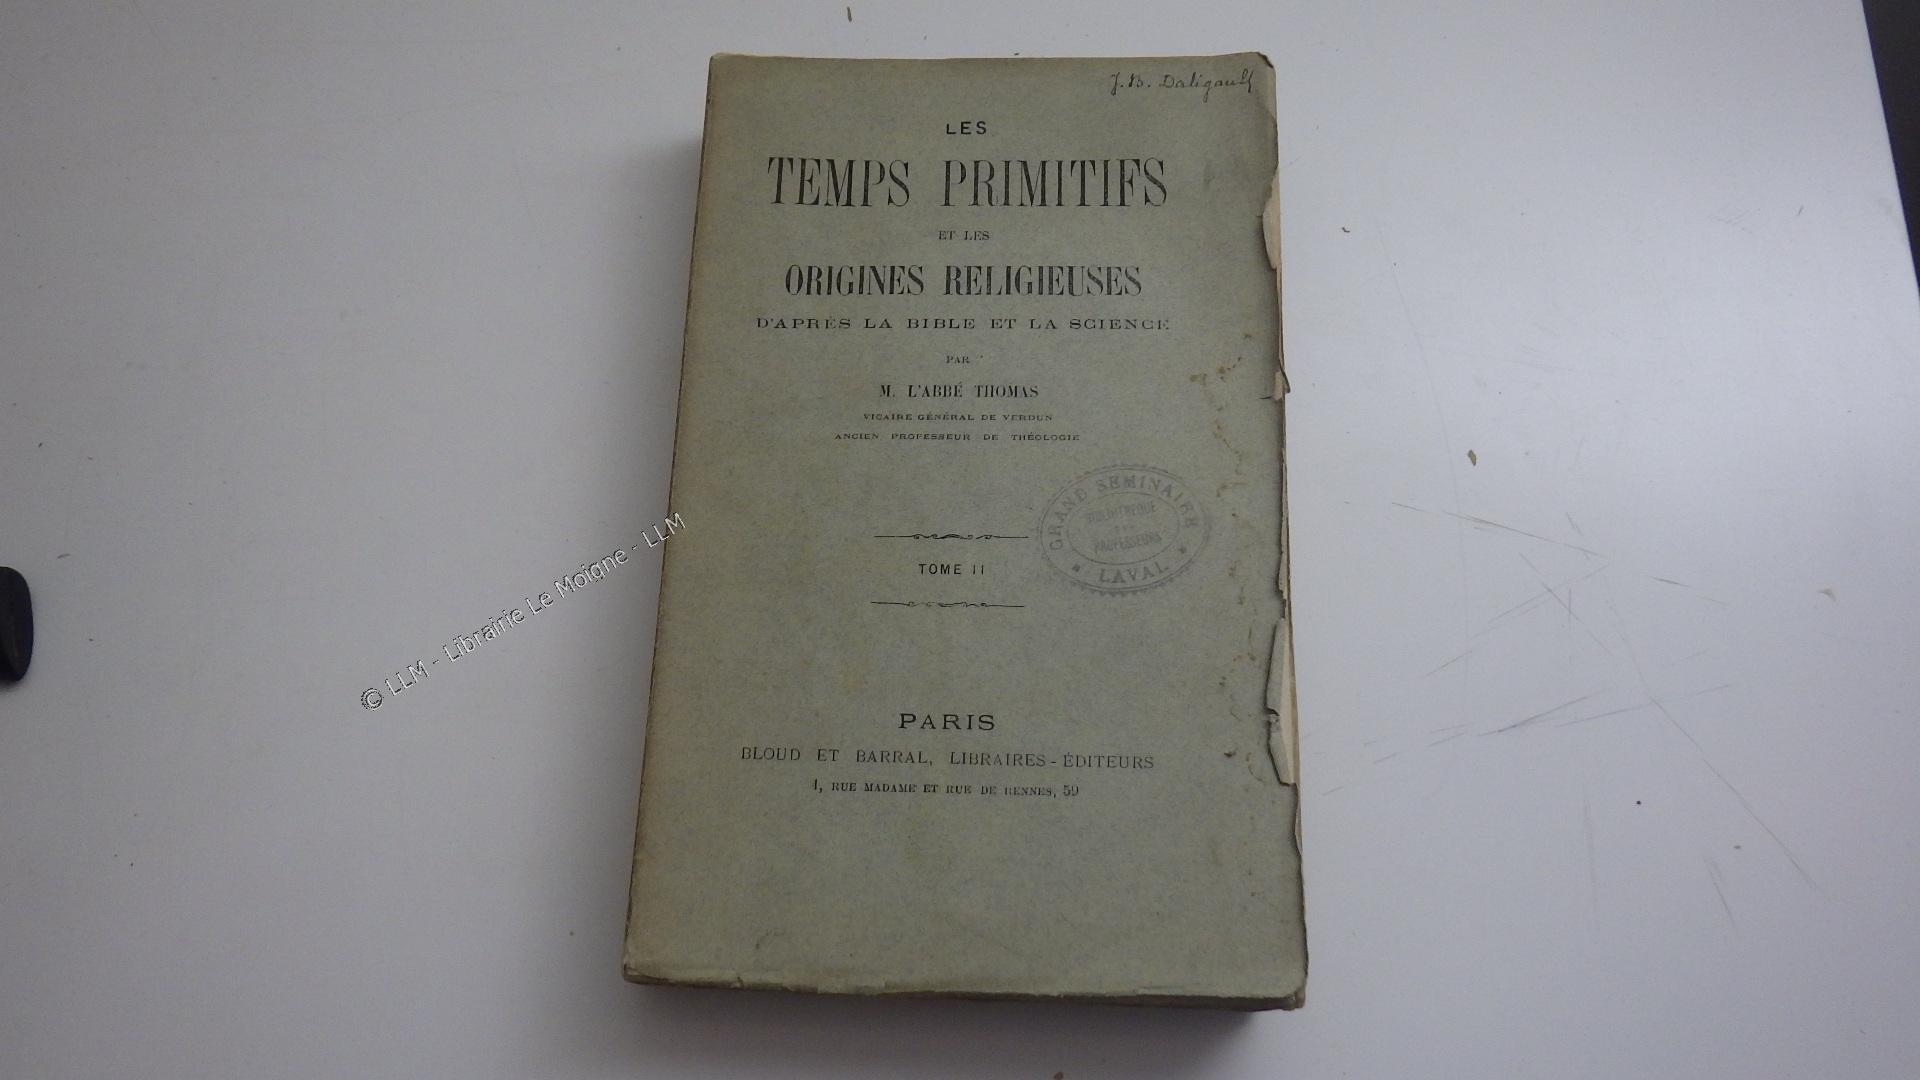 J. B. Daligault
LES
TEMPS PRIMITIFS
ET LES
ORIGINES RELIGIEUSES
D'APRÈS LA BIBLE ET LA SCIENCE
PAR
M. L'ABBÉ THOMAS
VICAIRE GÉNÉRAL DE VERDUN
ANCIEN PROFESSEUR DE THÉOLOGIE
GRAND SEMINAIRE
BIBLIOTHEQUE
PROFESSEURS
LAVAL
TOME II
PARIS
BLOUD ET BARRAL, LIBRAIRES-ÉDITEURS
4, RUE MADAME ET RUE DE RENNES, 59
© LLM - Librairie Le Moigne - LLM